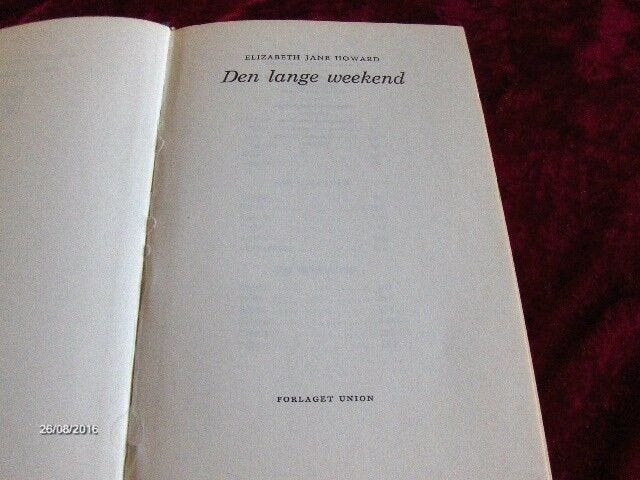 ELIZABETH JANE HOWARD
Den lange weekend
FORLAGET UNION
26/08/2016